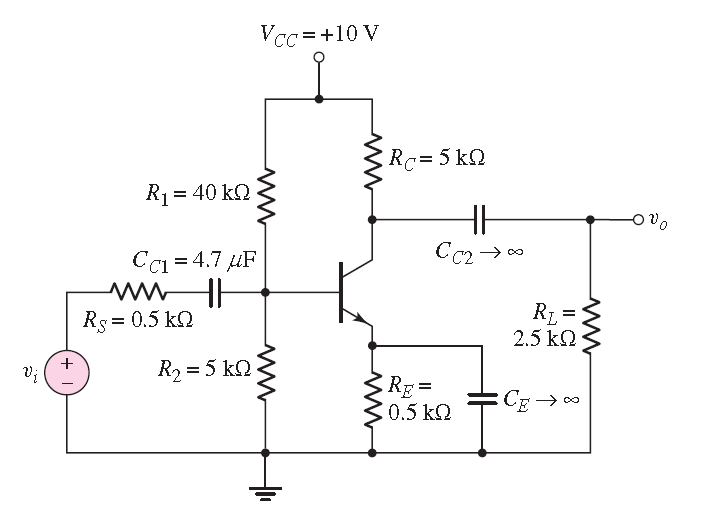 V_CC = +10 V
R_C = 5 kΩ
R_1 = 40 kΩ
v_o
C_C2 → ∞
C_C1 = 4.7 μF
R_S = 0.5 kΩ
R_L =
2.5 kΩ
v_i
+
−
R_2 = 5 kΩ
R_E =
0.5 kΩ
C_E → ∞